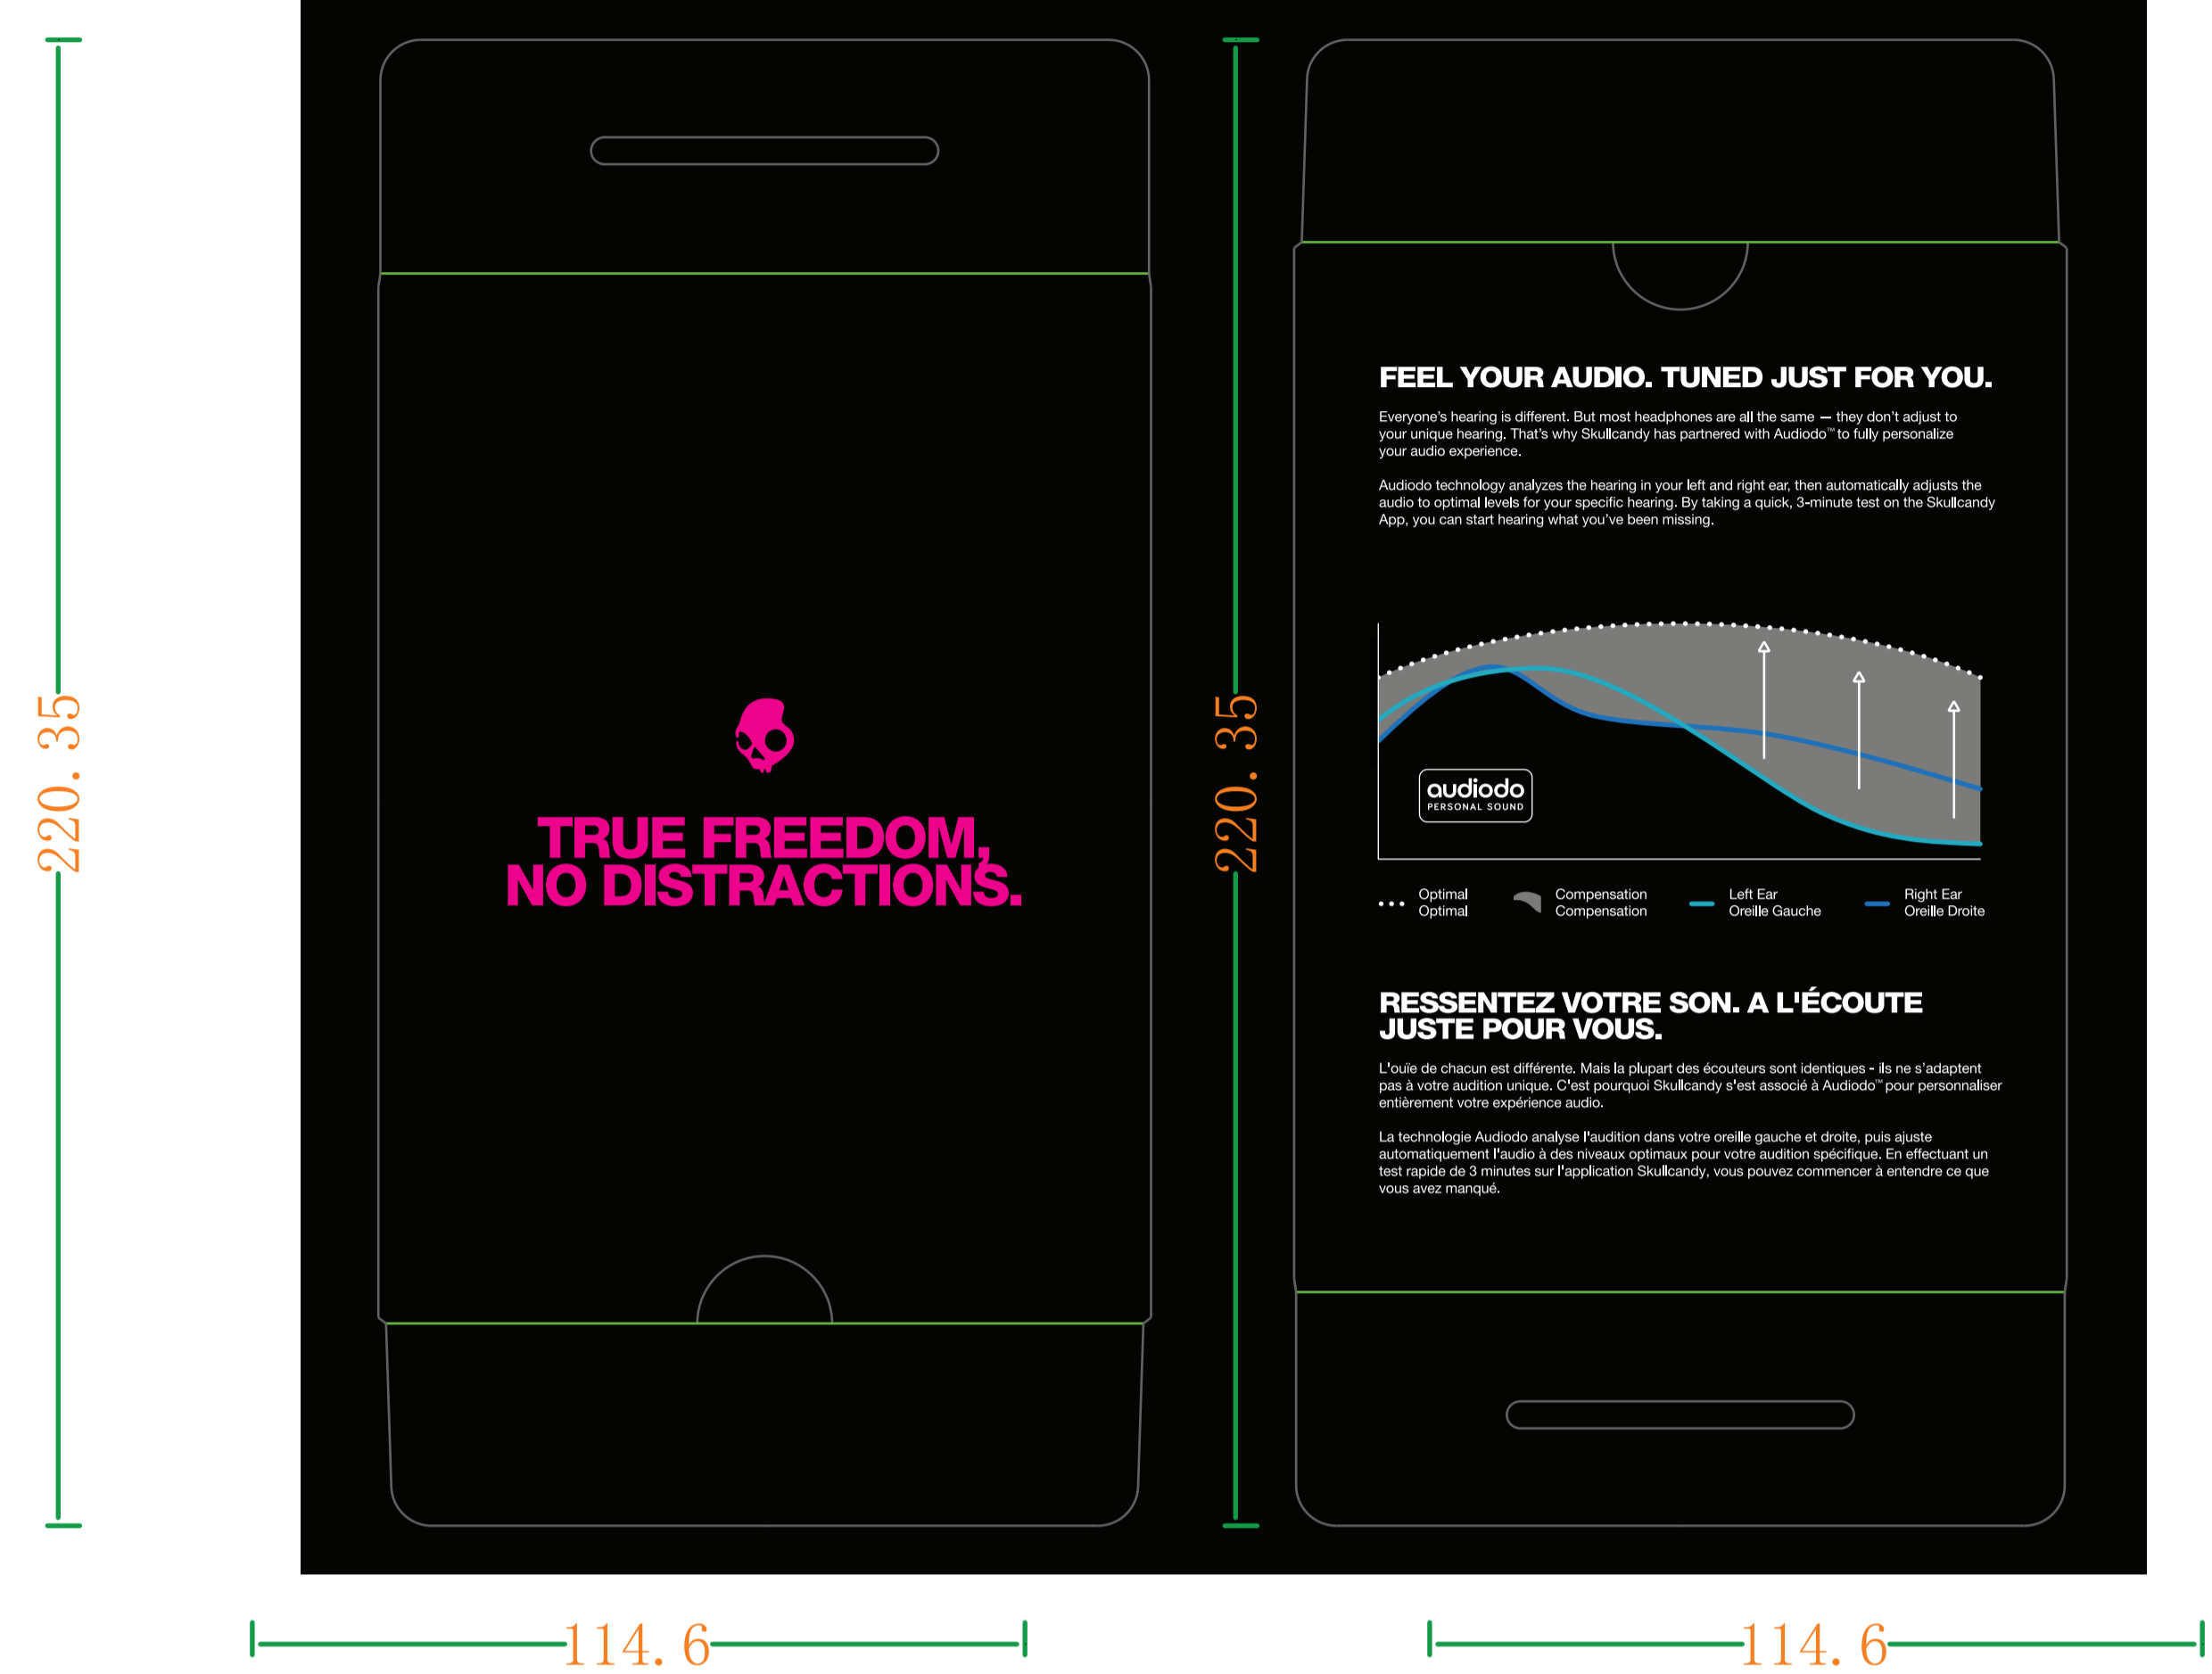 220.35
TRUE FREEDOM,
NO DISTRACTIONS.
114.6
220.35
FEEL YOUR AUDIO. TUNED JUST FOR YOU.
Everyone's hearing is different. But most headphones are all the same — they don't adjust to
your unique hearing. That's why Skullcandy has partnered with Audiodo™ to fully personalize
your audio experience.
Audiodo technology analyzes the hearing in your left and right ear, then automatically adjusts the
audio to optimal levels for your specific hearing. By taking a quick, 3-minute test on the Skullcandy
App, you can start hearing what you've been missing.
audiodo
PERSONAL SOUND
Optimal
Optimal
Compensation
Compensation
Left Ear
Oreille Gauche
Right Ear
Oreille Droite
RESSENTEZ VOTRE SON. A L'ÉCOUTE
JUSTE POUR VOUS.
L'ouïe de chacun est différente. Mais la plupart des écouteurs sont identiques - ils ne s'adaptent
pas à votre audition unique. C'est pourquoi Skullcandy s'est associé à Audiodo™ pour personnaliser
entièrement votre expérience audio.
La technologie Audiodo analyse l'audition dans votre oreille gauche et droite, puis ajuste
automatiquement l'audio à des niveaux optimaux pour votre audition spécifique. En effectuant un
test rapide de 3 minutes sur l'application Skullcandy, vous pouvez commencer à entendre ce que
vous avez manqué.
114.6